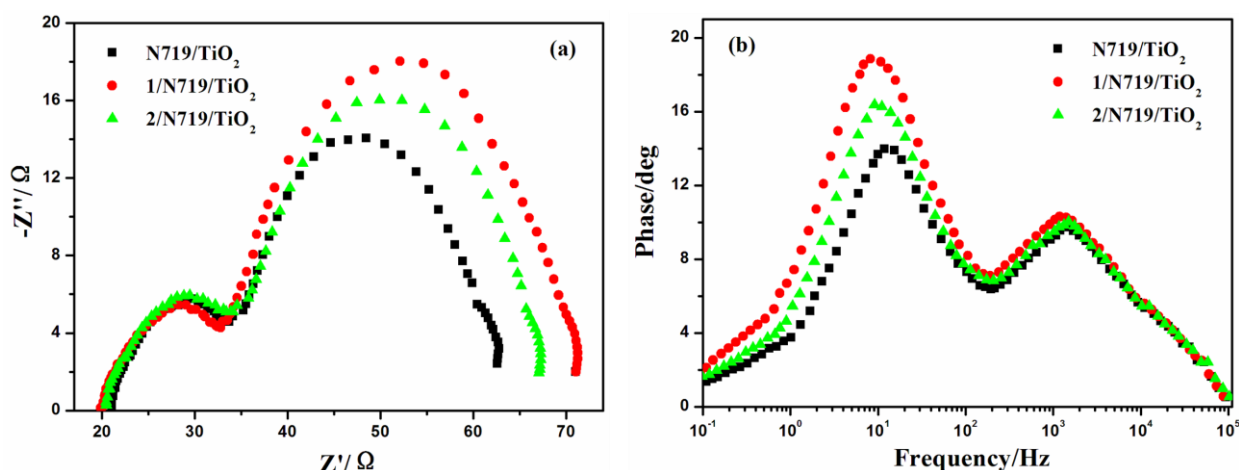 (a)
N719/TiO₂
1/N719/TiO₂
2/N719/TiO₂
-Z''/ Ω
20
16
12
8
4
0
20 30 40 50 60 70
Z'/ Ω
(b)
N719/TiO₂
1/N719/TiO₂
2/N719/TiO₂
Phase/deg
20
16
12
8
4
0
10⁻¹ 10⁰ 10¹ 10² 10³ 10⁴ 10⁵
Frequency/Hz